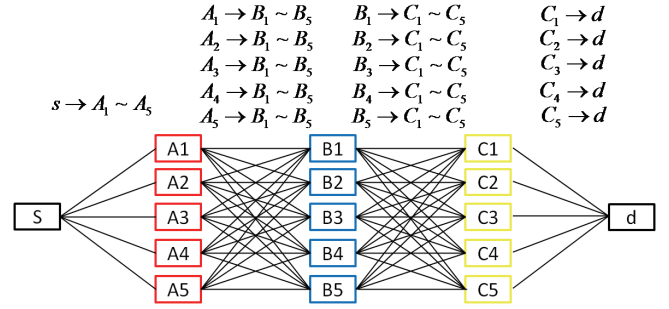 A₁ → B₁ ~ B₅ B₁ → C₁ ~ C₅ C₁ → d
A₂ → B₁ ~ B₅ B₂ → C₁ ~ C₅ C₂ → d
A₃ → B₁ ~ B₅ B₃ → C₁ ~ C₅ C₃ → d
s → A₁ ~ A₅ A₄ → B₁ ~ B₅ B₄ → C₁ ~ C₅ C₄ → d
A₅ → B₁ ~ B₅ B₅ → C₁ ~ C₅ C₅ → d
A1 B1 C1
A2 B2 C2
S A3 B3 C3 d
A4 B4 C4
A5 B5 C5